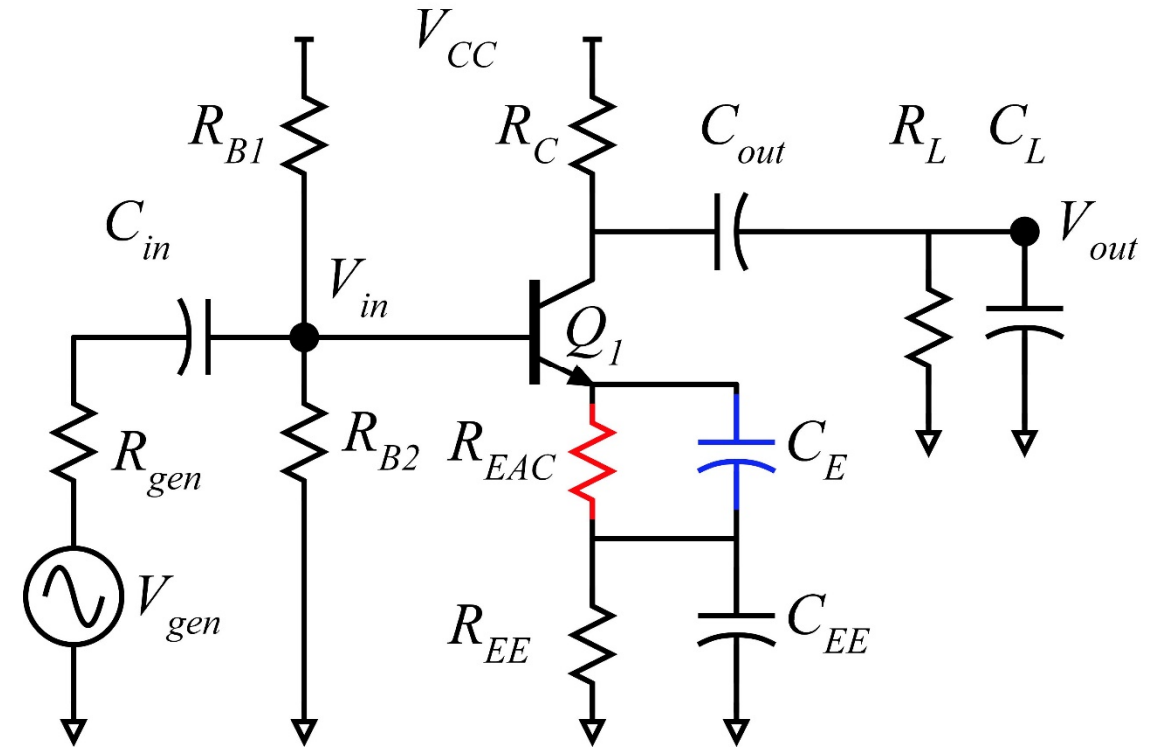 V_CC
R_B1
R_C
C_out
R_L
C_L
C_in
V_in
V_out
Q_1
R_gen
R_B2
R_EAC
C_E
V_gen
R_EE
C_EE